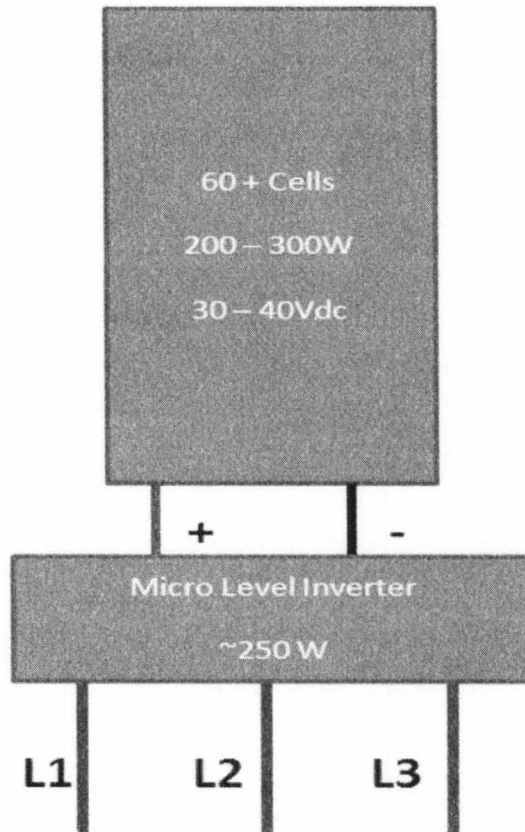 60 + Cells
200 – 300W
30 – 40Vdc
+ -
Micro Level Inverter
~250 W
L1 L2 L3